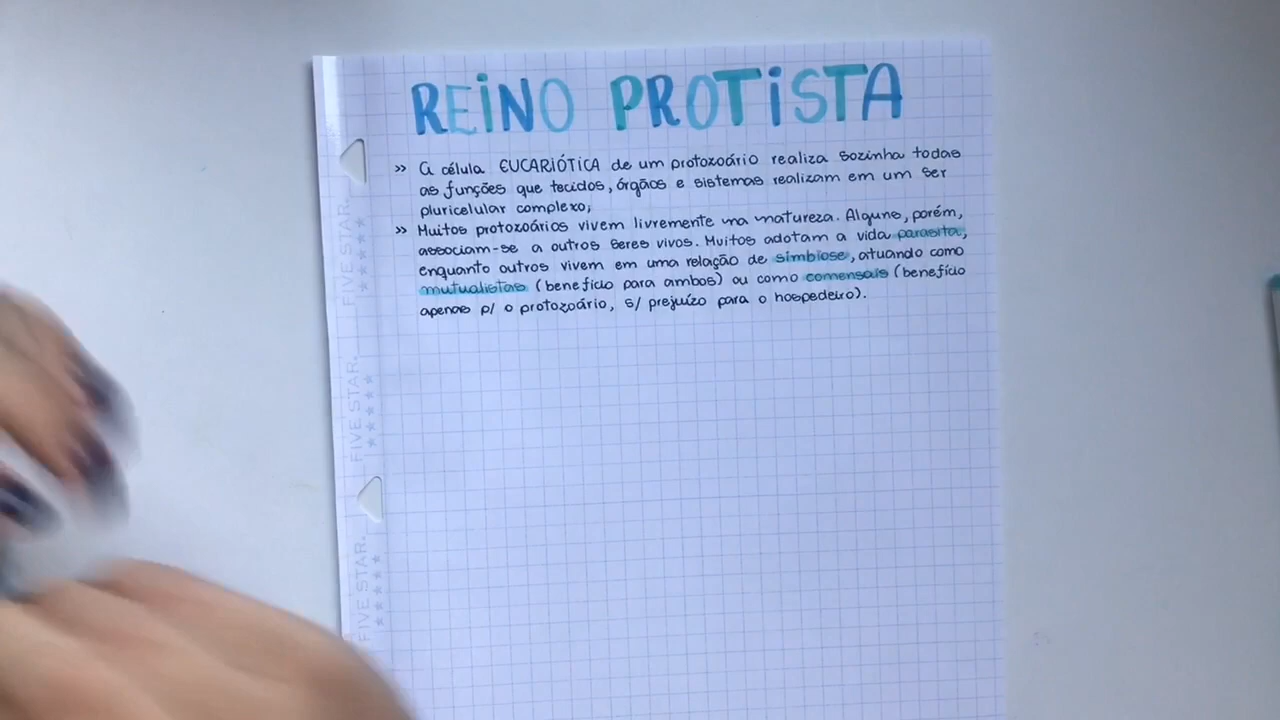 REINO PROTISTA
>> A célula EUCARIÓTICA de um protozoário realiza sozinha todas
as funções que tecidos, órgãos e sistemas realizam em um ser
pluricelular complexo;
>> Muitos protozoários vivem livremente na natureza. Alguns, porém,
associam-se a outros seres vivos. Muitos adotam a vida parasita,
enquanto outros vivem em uma relação de simbiose, atuando como
mutualistas (benefício para ambos) ou como comensais (benefício
apenas p/ o protozoário, s/ prejuízo para o hospedeiro).
FIVE STAR.
FIVE STAR.
FIVE STAR.